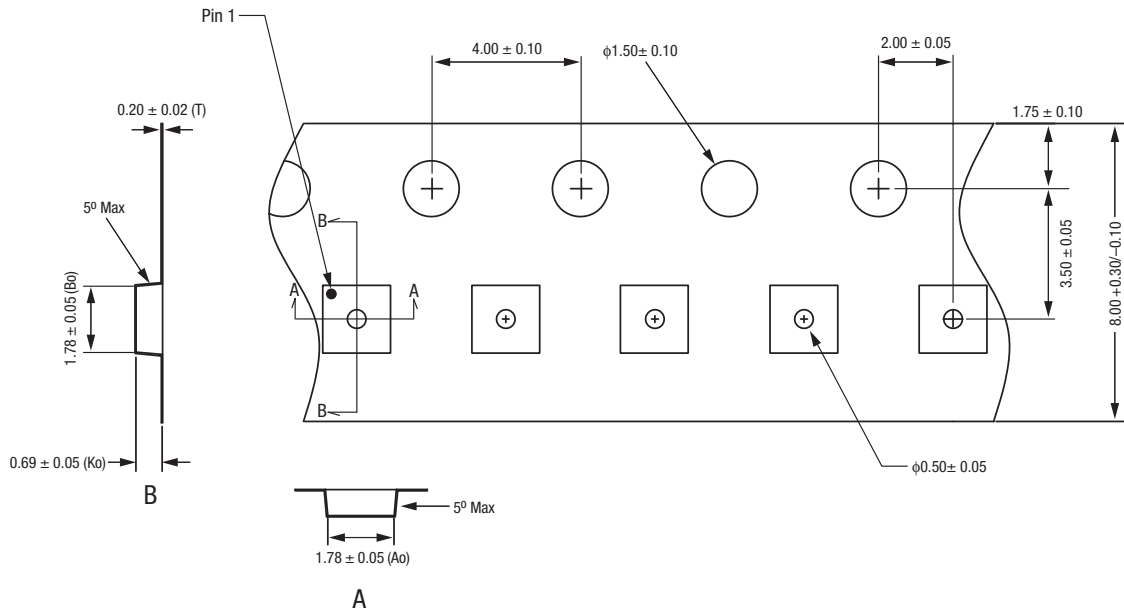 Pin 1
4.00 ± 0.10
ϕ1.50± 0.10
2.00 ± 0.05
0.20 ± 0.02 (T)
1.75 ± 0.10
5º Max
B
3.50 ± 0.05
8.00 +0.30/–0.10
A
A
1.78 ± 0.05 (Bo)
B
0.69 ± 0.05 (Ko)
ϕ0.50± 0.05
B
5º Max
1.78 ± 0.05 (Ao)
A